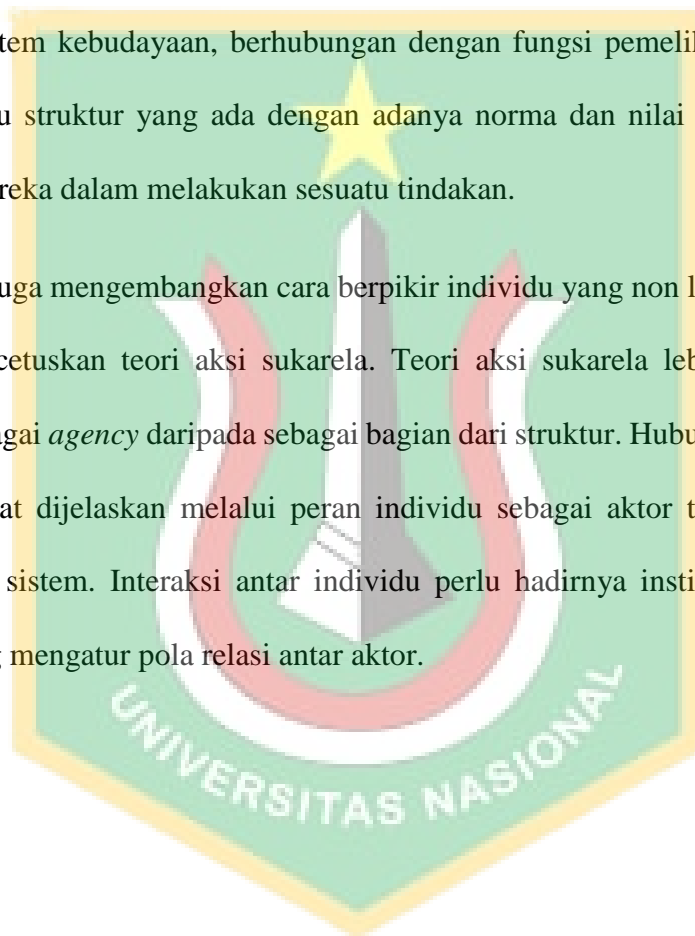 tem kebudayaan, berhubungan dengan fungsi pemelil
u struktur yang ada dengan adanya norma dan nilai
reka dalam melakukan sesuatu tindakan.
uga mengembangkan cara berpikir individu yang non l
cetuskan teori aksi sukarela. Teori aksi sukarela leb
agai agency daripada sebagai bagian dari struktur. Hubu
at dijelaskan melalui peran individu sebagai aktor t
sistem. Interaksi antar individu perlu hadirnya insti
g mengatur pola relasi antar aktor.
UNIVERSITAS NASIONAL